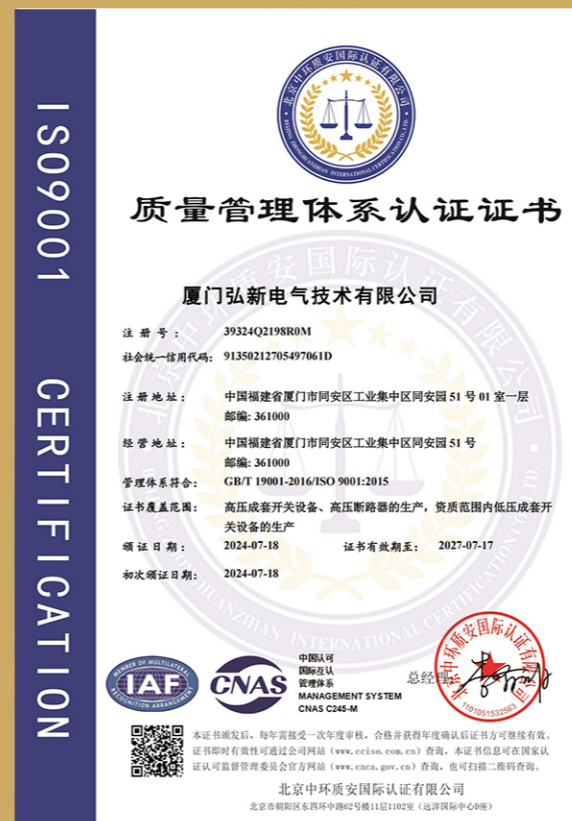 ISO9001 CERTIFICATION
北京中环质安国际认证有限公司
BEIJING ZHONGHUANZHIAN INTERNATIONAL CERTIFICATION CO., LTD.
质量管理体系认证证书
厦门弘新电气技术有限公司
注册号: 39324Q2198R0M
社会统一信用代码: 91350212705497061D
注册地址: 中国福建省厦门市同安区工业集中区同安园 51 号 01 室一层
邮编: 361000
经营地址: 中国福建省厦门市同安区工业集中区同安园 51 号
邮编: 361000
管理体系符合: GB/T 19001-2016/ISO 9001:2015
证书覆盖范围: 高压成套开关设备、高压断路器的生产，资质范围内低压成套开
关设备的生产
颁证日期: 2024-07-18 证书有效期至: 2027-07-17
初次颁证日期: 2024-07-18
MEMBER OF MULTILATERAL
IAF
RECOGNITION ARRANGEMENT
CNAS
中国认可
国际互认
管理体系
MANAGEMENT SYSTEM
CNAS C245-M
总经理:
北京中环质安国际认证有限公司
1101051532563
本证书颁发后，每年需接受一次年度审核，合格并获得年度确认后证书方可继续有效。
证书即时有效性可通过公司网站（www.cciso.com.cn）查询，本证书信息可在国家认
证认可监督管理委员会官方网站（www.cnca.gov.cn）查询，也可扫描二维码查询。
北京中环质安国际认证有限公司
北京市朝阳区东四环中路62号楼11层1102室（远洋国际中心D座）